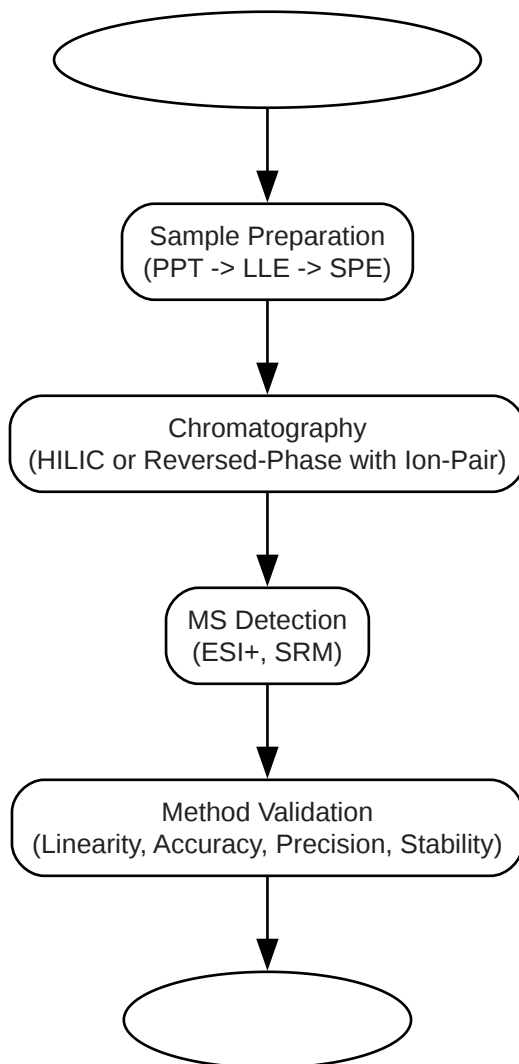 Sample Preparation
(PPT -> LLE -> SPE)
Chromatography
(HILIC or Reversed-Phase with Ion-Pair)
MS Detection
(ESI+, SRM)
Method Validation
(Linearity, Accuracy, Precision, Stability)